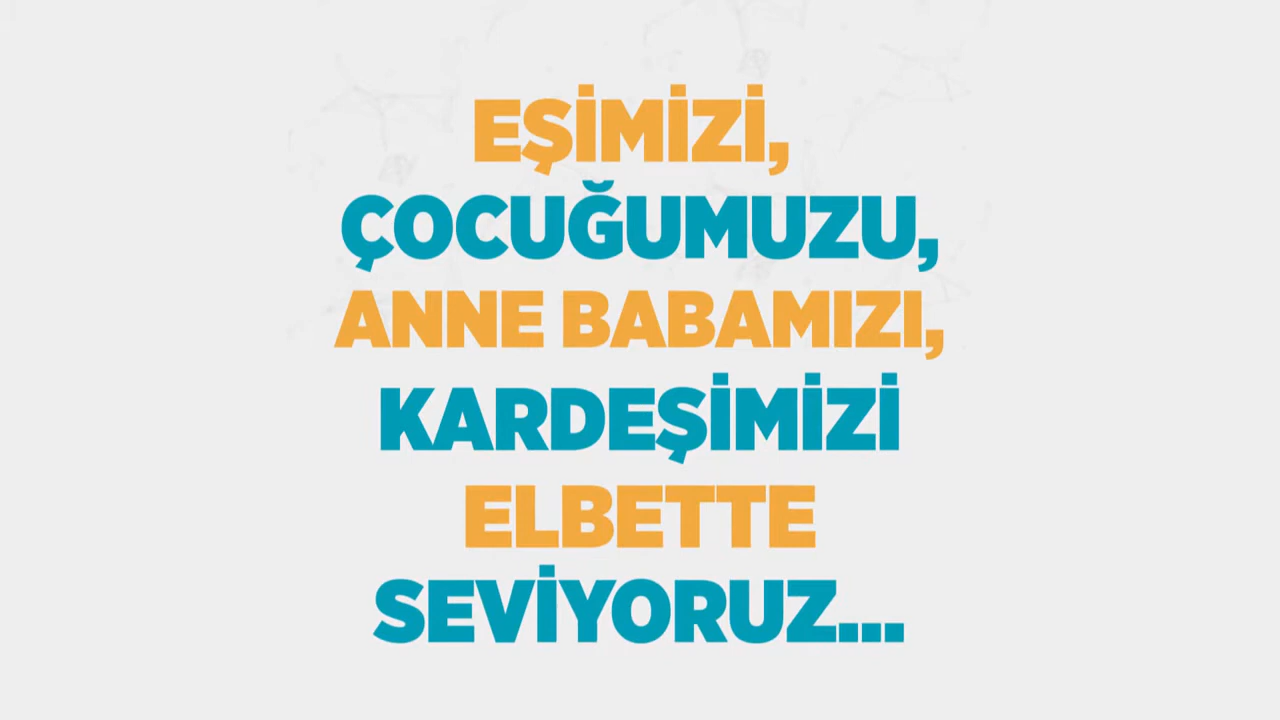 EŞİMİZİ,
ÇOCUĞUMUZU,
ANNE BABAMIZI,
KARDEŞİMİZİ
ELBETTE
SEVİYORUZ...